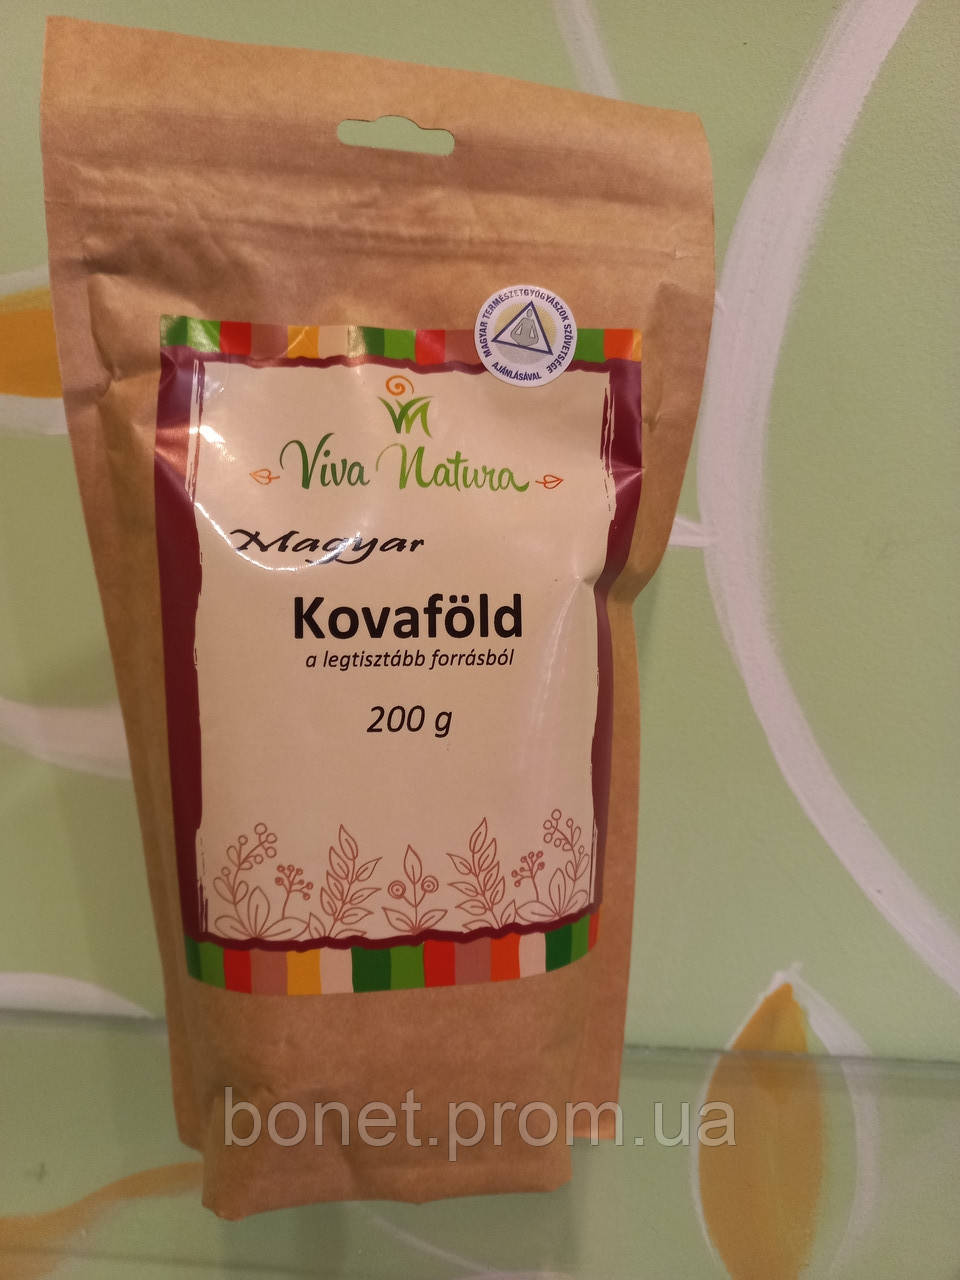 MAGYAR TERMÉSZETGYÓGYÁSZOK SZÖVETSÉGE
AJÁNLÁSÁVAL
Viva Natura
Magyar
Kovaföld
a legtisztább forrásból
200 g
bonet.prom.ua